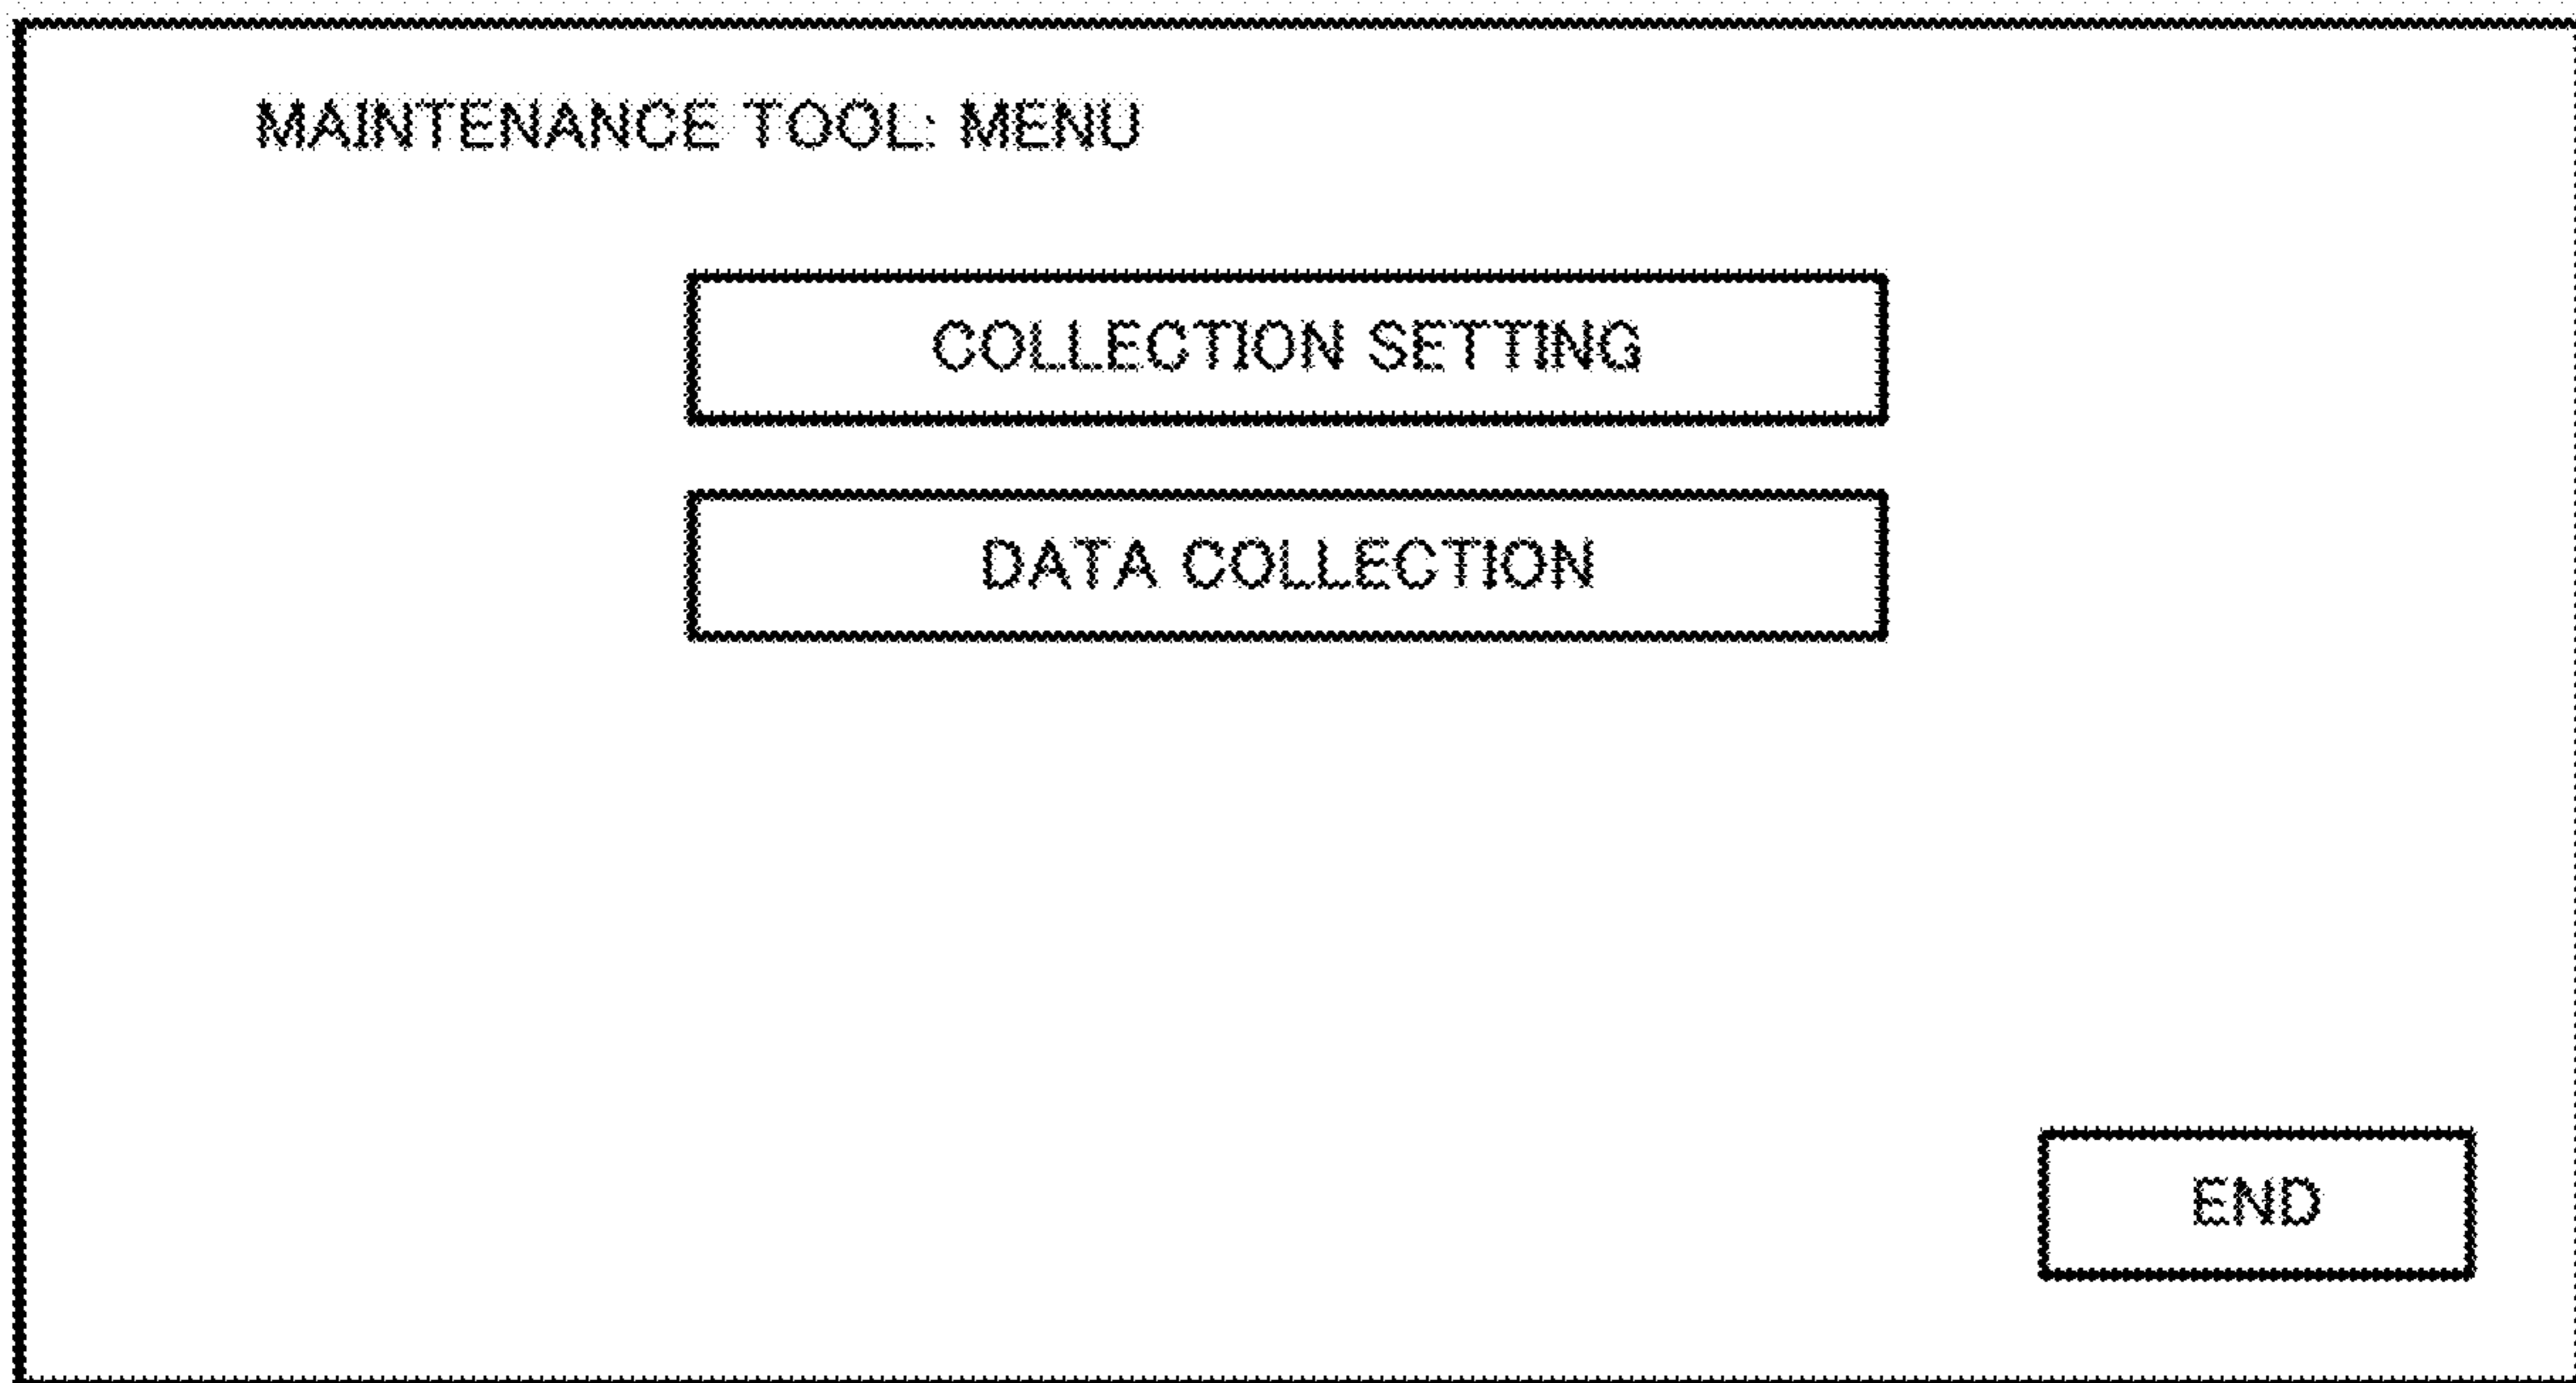 MAINTENANCE TOOL: MENU
COLLECTION SETTING
DATA COLLECTION
END